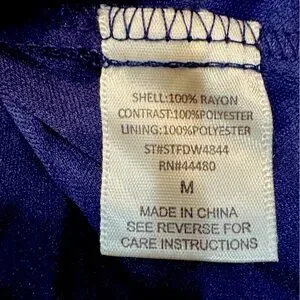 SHELL:100% RAYON
CONTRAST:100%POLYESTER
LINING:100%POLYESTER
ST#STFDW4844
RN#44480
M
MADE IN CHINA
SEE REVERSE FOR
CARE INSTRUCTIONS